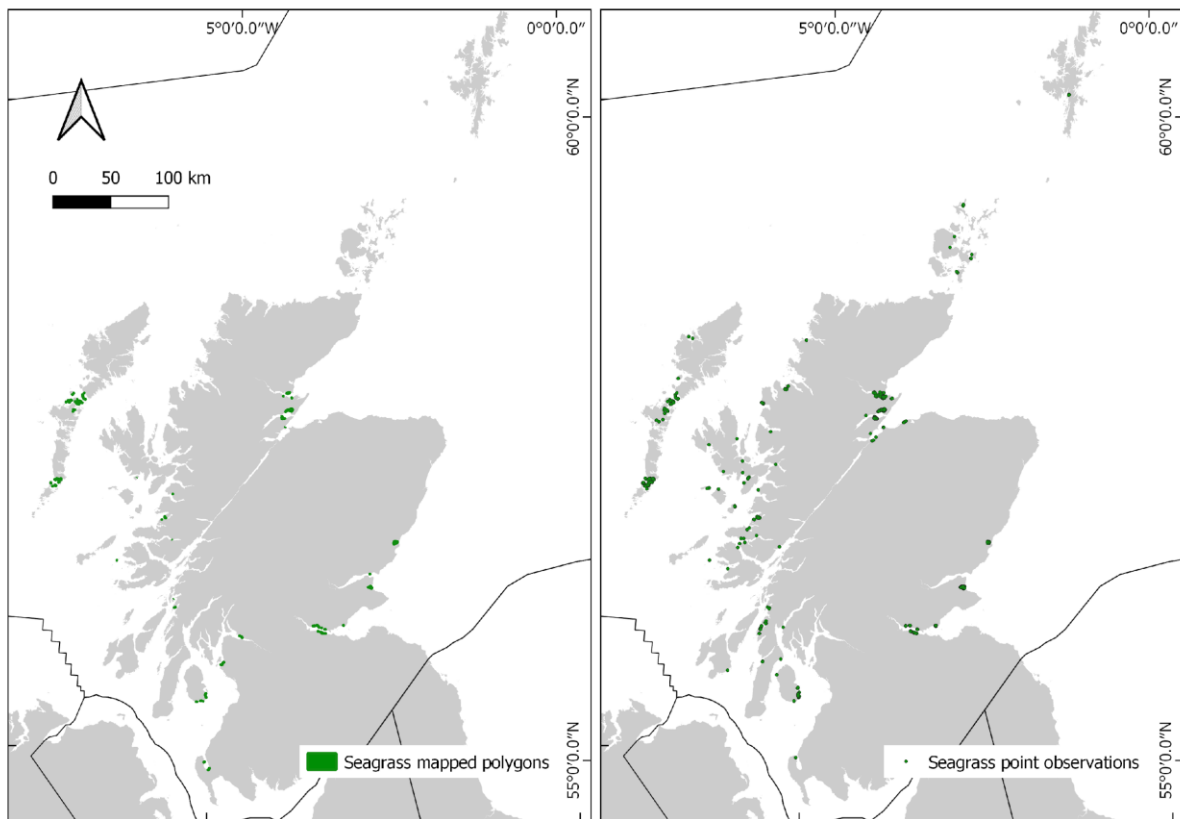 5°0′0.0″W 0°0′0.0″
60°0′0.0″N
0 50 100 km
55°0′0.0″N
Seagrass mapped polygons
5°0′0.0″W 0°0′0.0″
60°0′0.0″N
55°0′0.0″N
Seagrass point observations